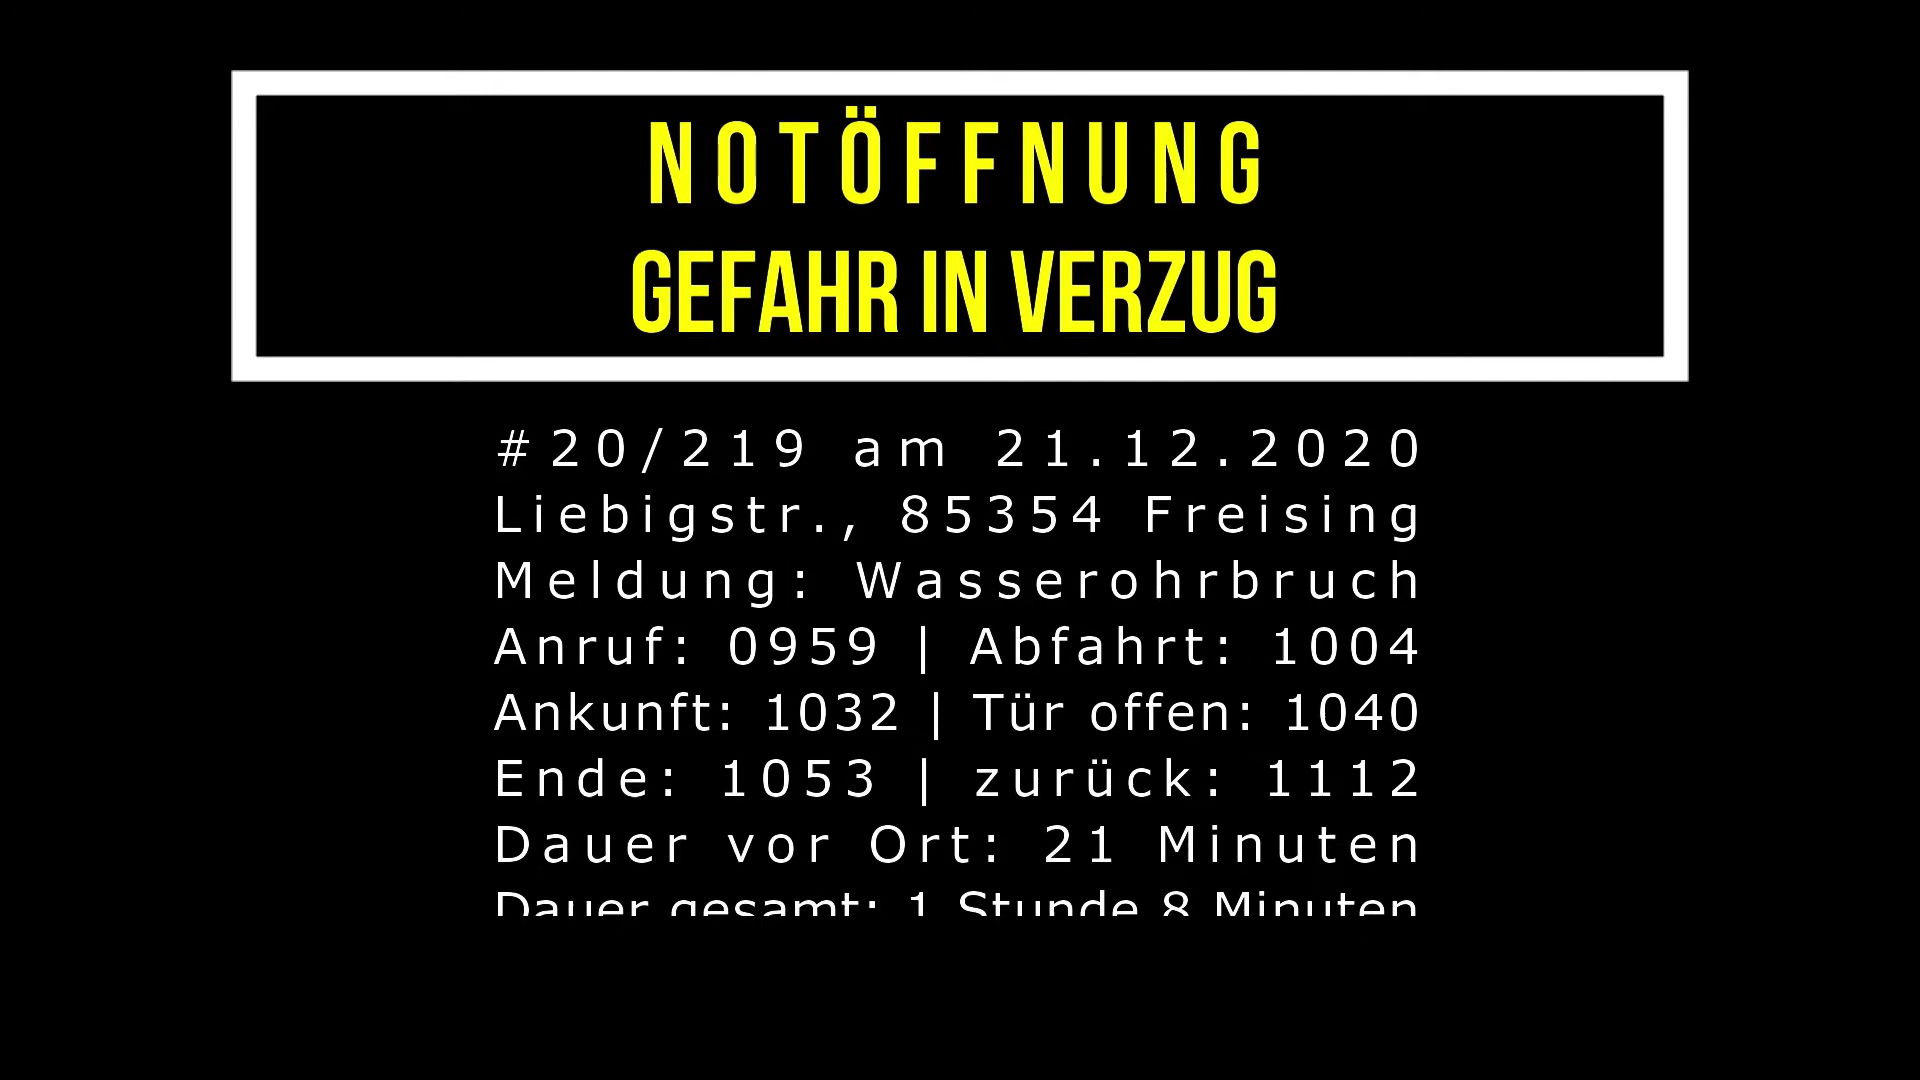 NOTÖFFNUNG
GEFAHR IN VERZUG
#20/219 am 21.12.2020
Liebigstr., 85354 Freising
Meldung: Wasserohrbruch
Anruf: 0959 | Abfahrt: 1004
Ankunft: 1032 | Tür offen: 1040
Ende: 1053 | zurück: 1112
Dauer vor Ort: 21 Minuten
Dauer gesamt: 1 Stunde 8 Minuten